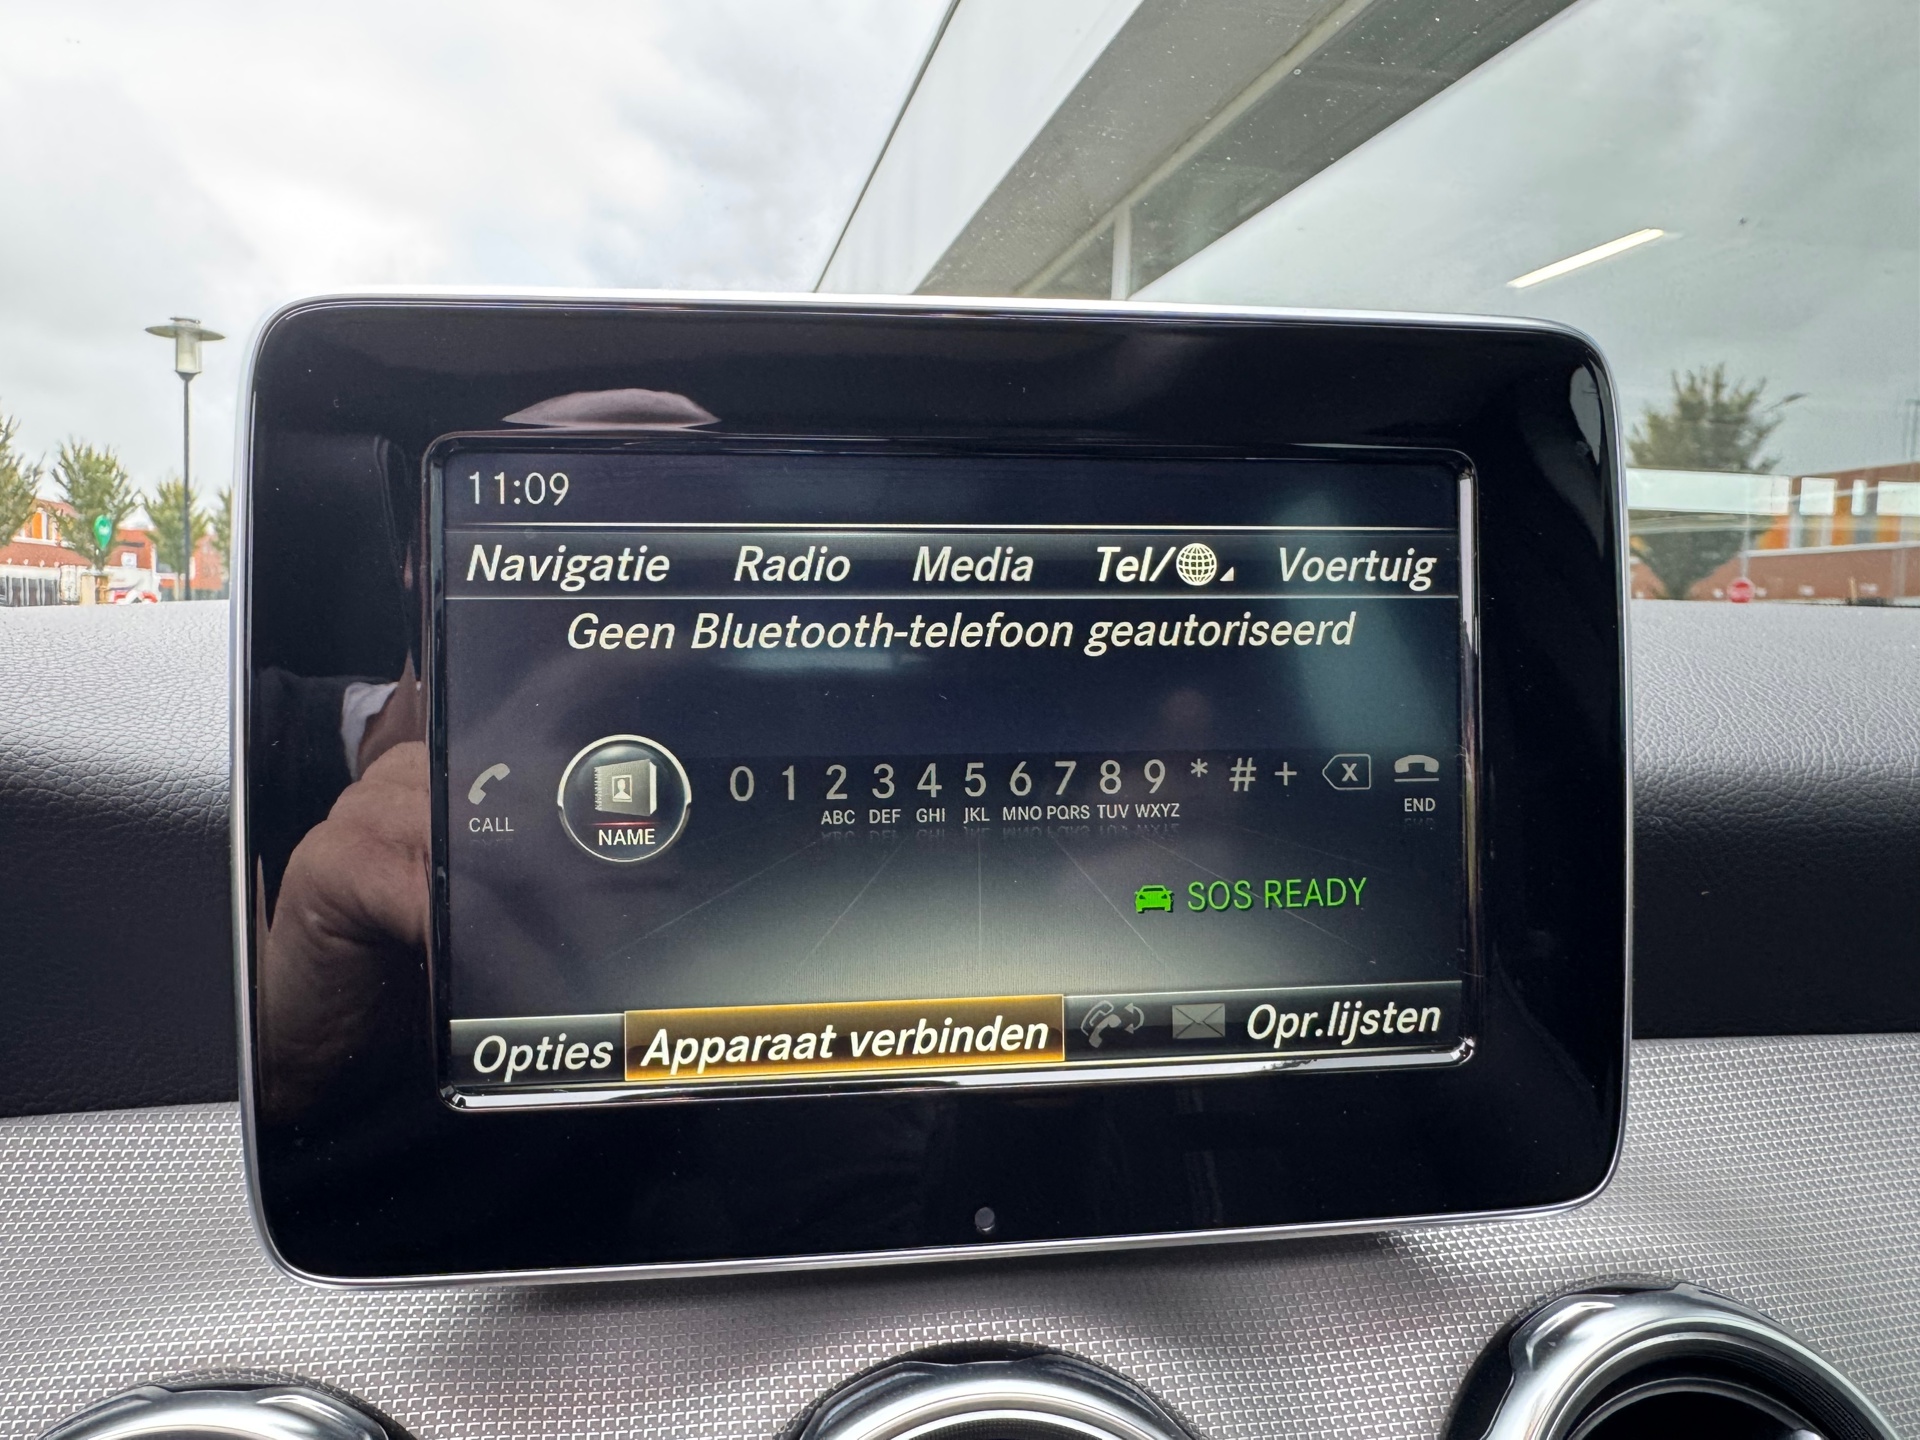 11:09
Navigatie Radio Media Tel/ Voertuig
Geen Bluetooth-telefoon geautoriseerd
CALL NAME 0 1 2 ABC 3 DEF 4 GHI 5 JKL 6 MNO 7 PQRS 8 TUV 9 WXYZ * # + X END
SOS READY
Opties Apparaat verbinden Opr.lijsten